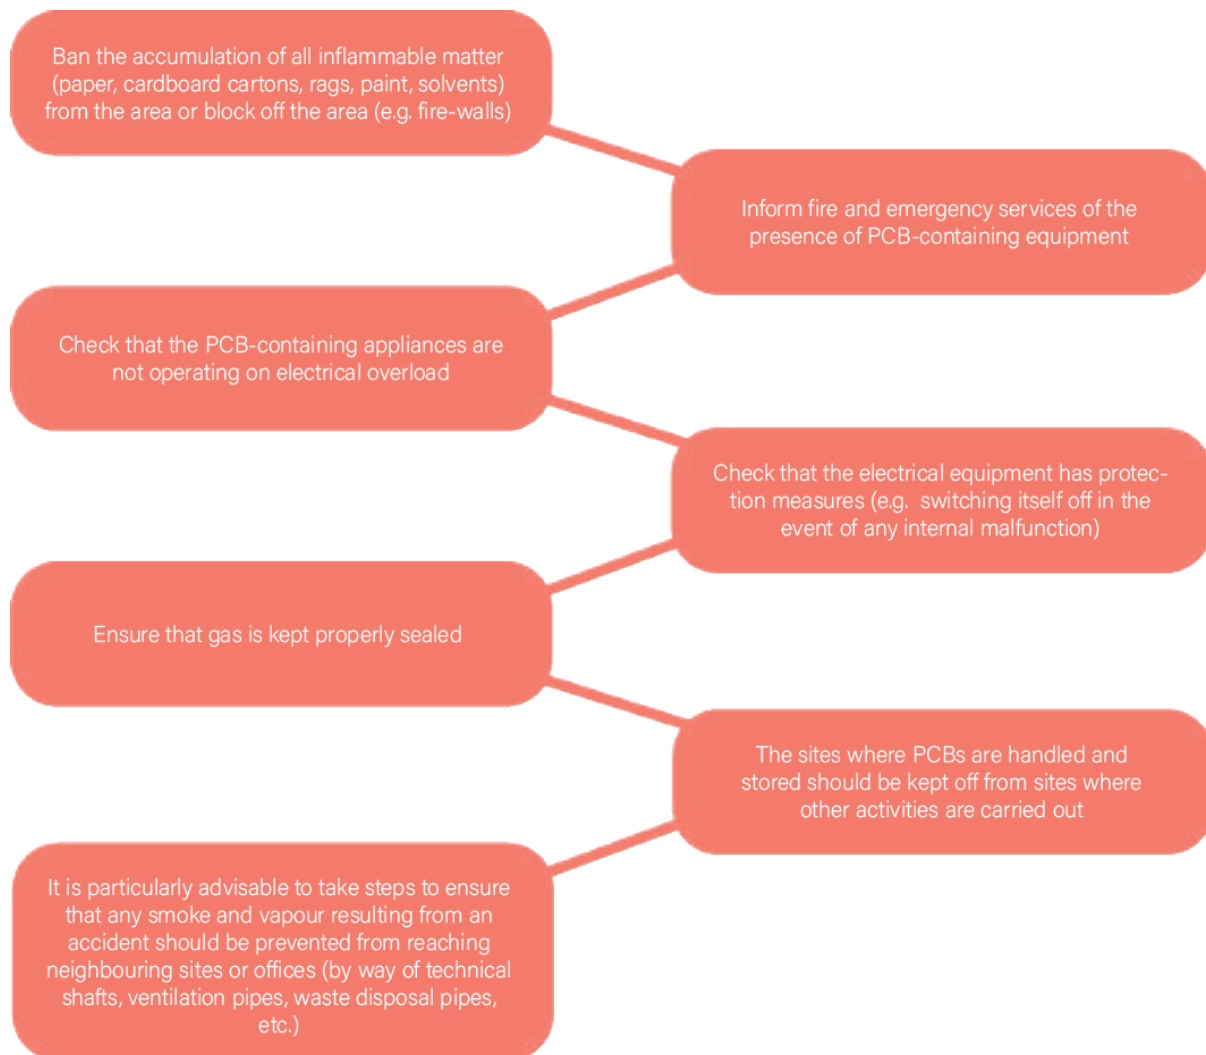 Ban the accumulation of all inflammable matter
(paper, cardboard cartons, rags, paint, solvents)
from the area or block off the area (e.g. fire-walls)
Inform fire and emergency services of the
presence of PCB-containing equipment
Check that the PCB-containing appliances are
not operating on electrical overload
Check that the electrical equipment has protec-
tion measures (e.g. switching itself off in the
event of any internal malfunction)
Ensure that gas is kept properly sealed
The sites where PCBs are handled and
stored should be kept off from sites where
other activities are carried out
It is particularly advisable to take steps to ensure
that any smoke and vapour resulting from an
accident should be prevented from reaching
neighbouring sites or offices (by way of technical
shafts, ventilation pipes, waste disposal pipes,
etc.)